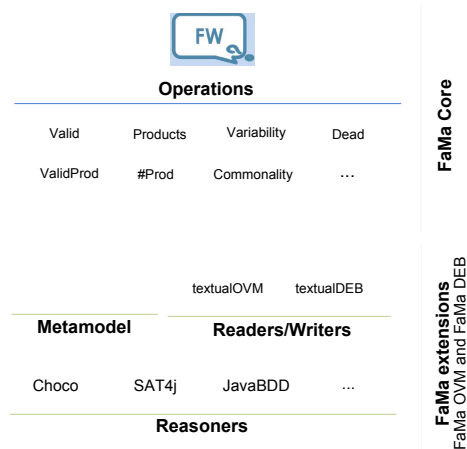 FW
Operations
Valid Products Variability Dead
ValidProd #Prod Commonality ...
FaMa Core
textualOVM textualDEB
Metamodel Readers/Writers
Choco SAT4j JavaBDD ...
Reasoners
FaMa extensions
FaMa OVM and FaMa DEB